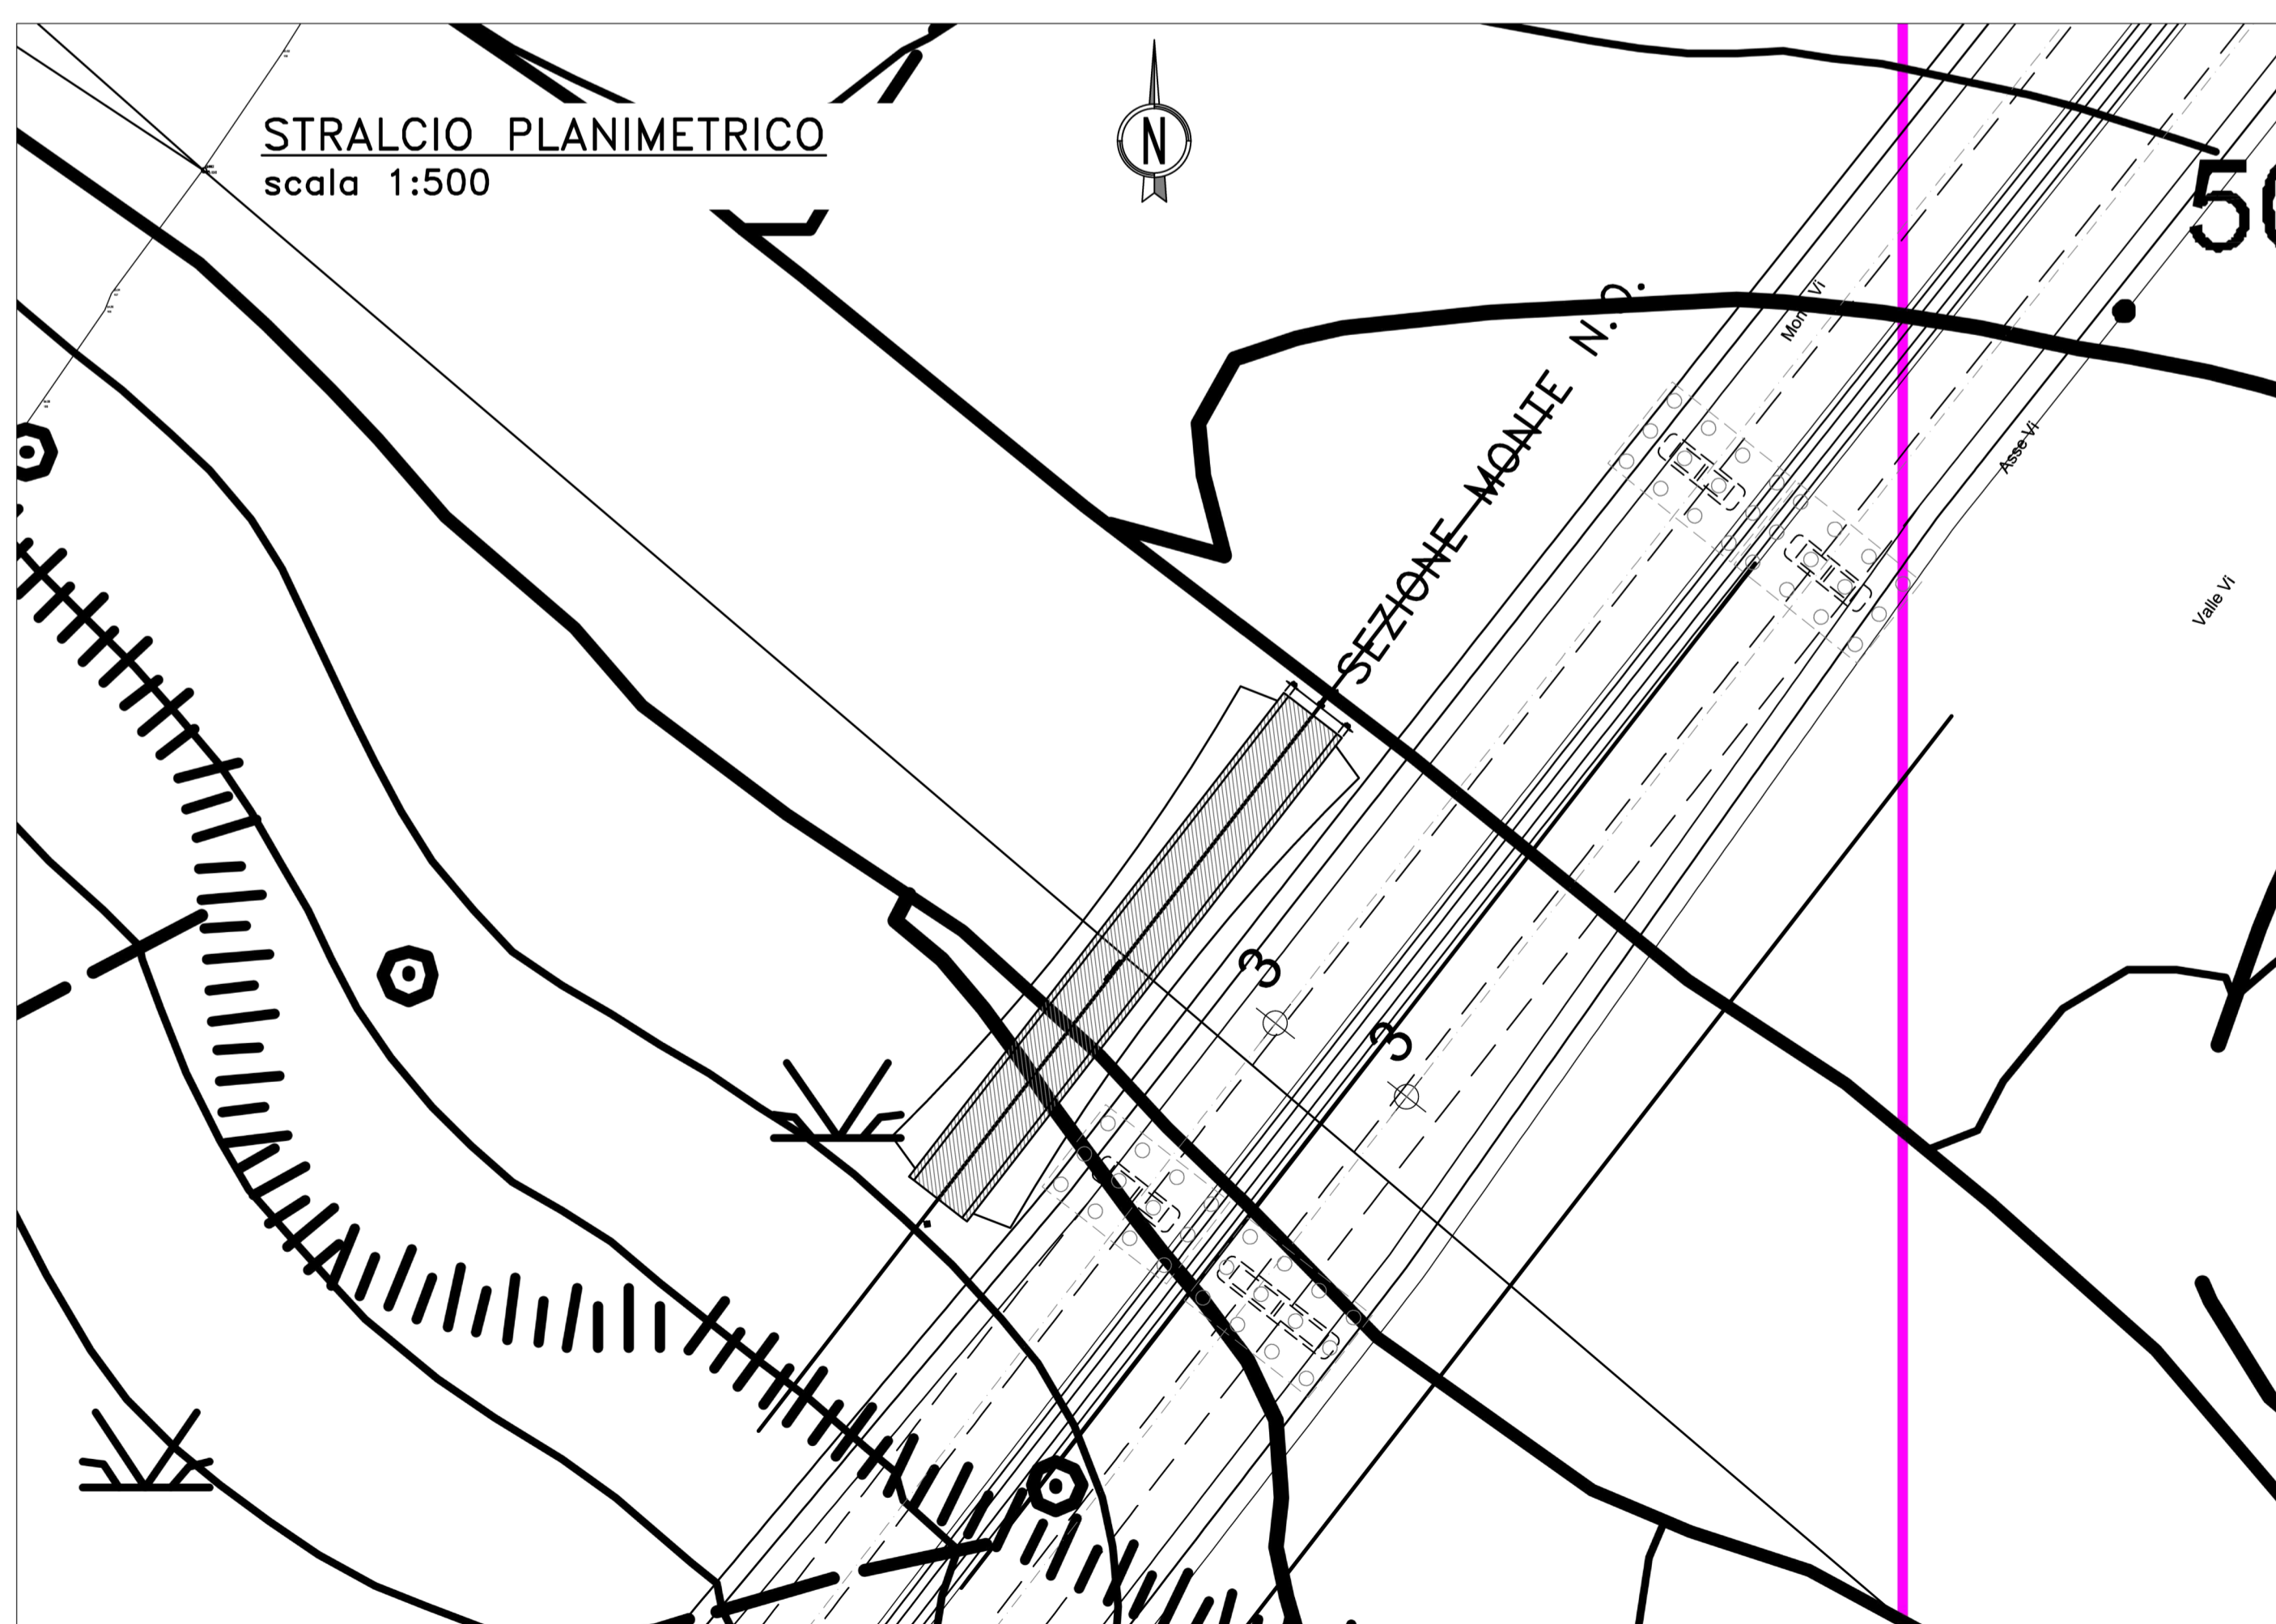 STRALCIO PLANIMETRICO
scala 1:500
N
SEZIONE MONTE N.D.
Asse Vi
Valle Vi
3
3